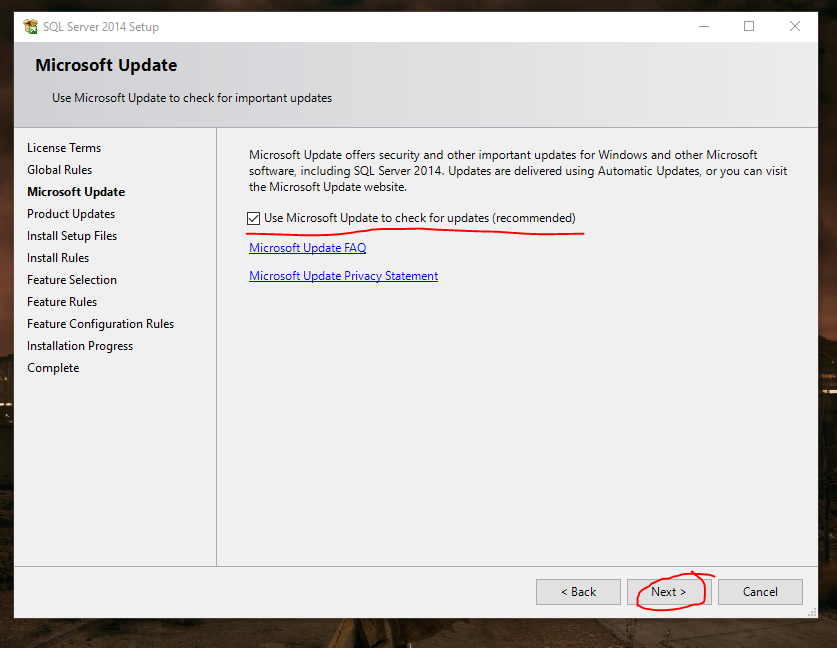 SQL Server 2014 Setup
Microsoft Update
Use Microsoft Update to check for important updates
License Terms
Global Rules
Microsoft Update
Product Updates
Install Setup Files
Install Rules
Feature Selection
Feature Rules
Feature Configuration Rules
Installation Progress
Complete
Microsoft Update offers security and other important updates for Windows and other Microsoft
software, including SQL Server 2014. Updates are delivered using Automatic Updates, or you can visit
the Microsoft Update website.
Use Microsoft Update to check for updates (recommended)
Microsoft Update FAQ
Microsoft Update Privacy Statement
< Back
Next >
Cancel